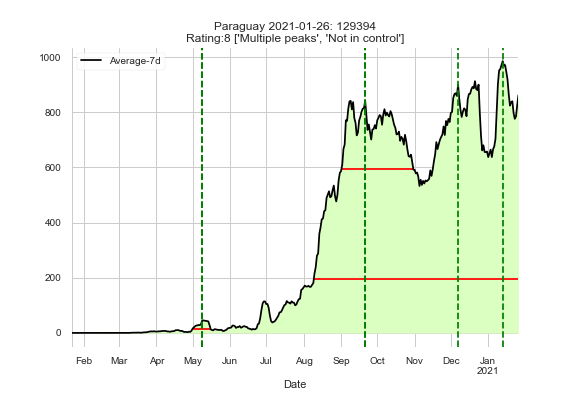 Paraguay 2021-01-26: 129394
Rating:8 ['Multiple peaks', 'Not in control']
Average-7d
1000
800
600
400
200
0
Feb Mar Apr May Jun Jul Aug Sep Oct Nov Dec Jan
2021
Date